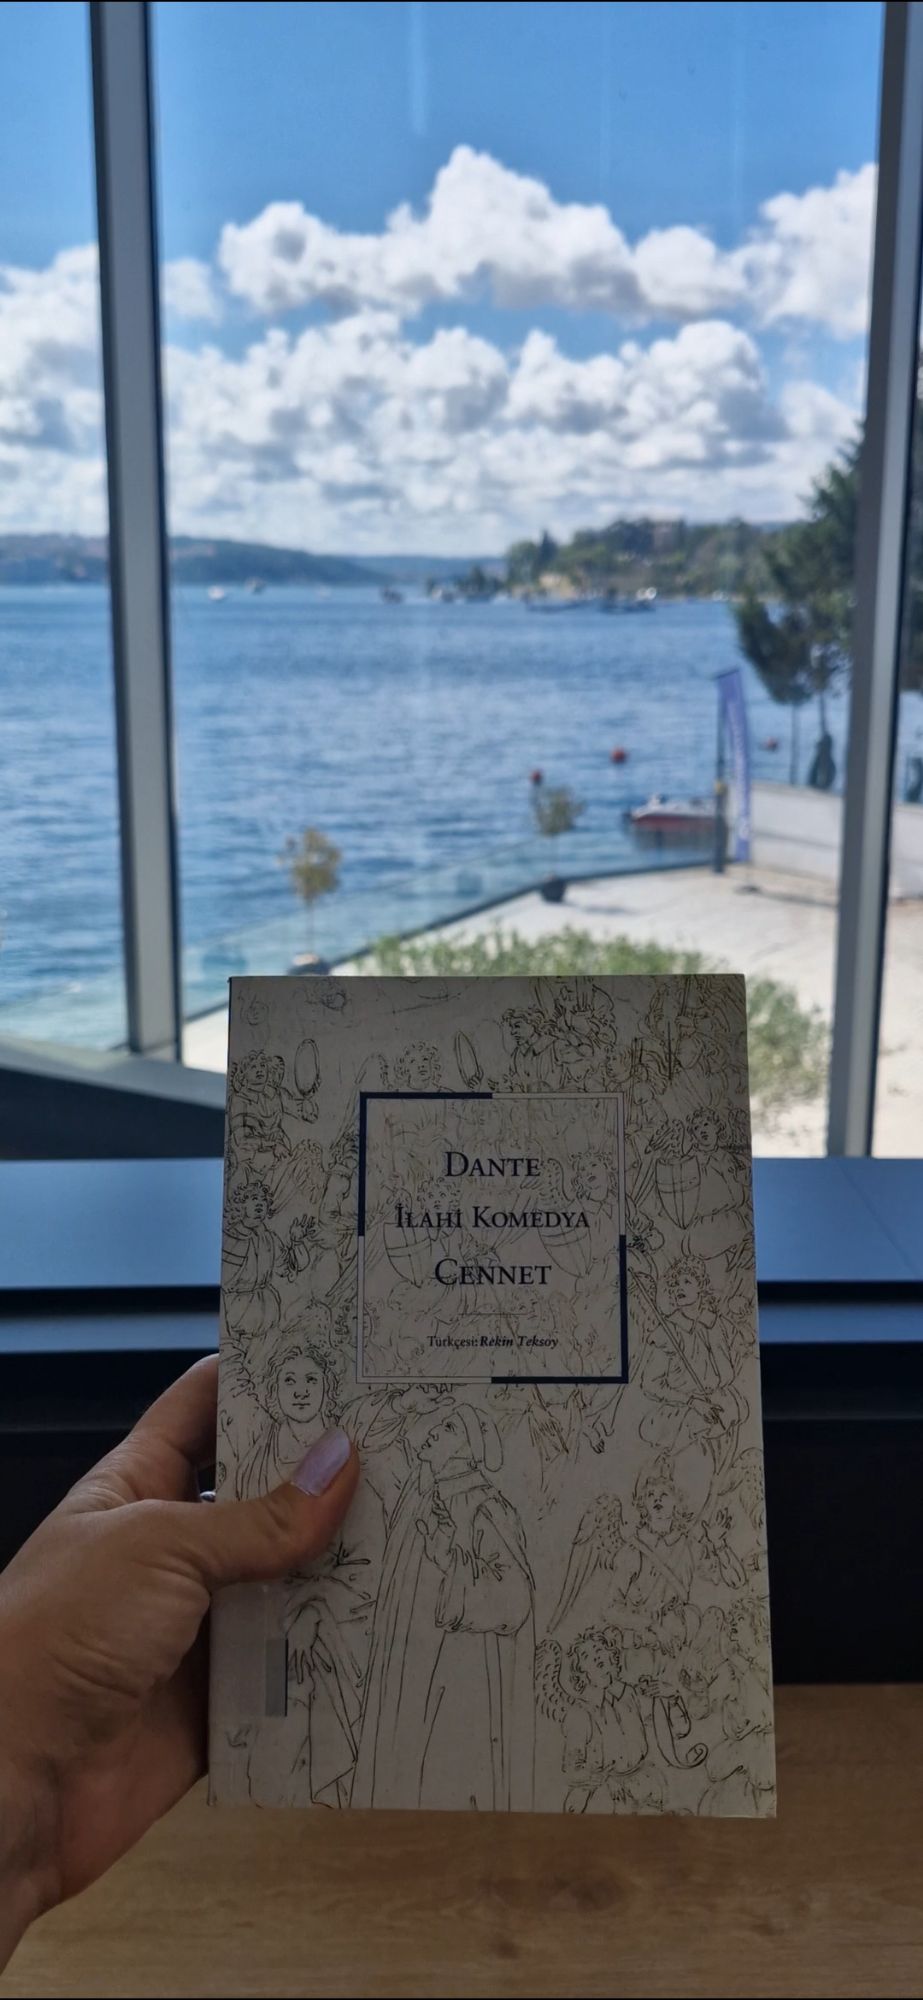 DANTE
İLAHİ KOMEDYA
CENNET
Türkçesi: Rekin Teksoy